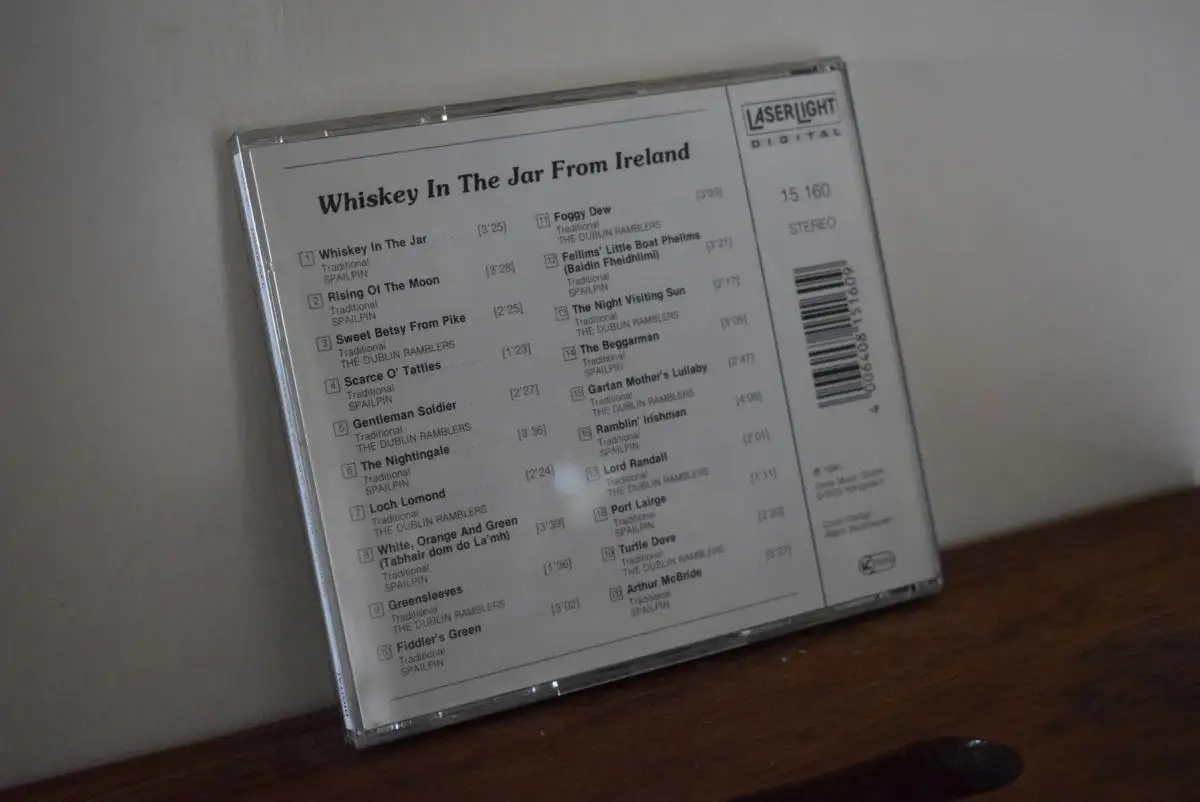 Whiskey In The Jar From Ireland
1 Whiskey In The Jar [3'25]
Traditional
SPAILPIN
2 Rising Of The Moon [3'28]
Traditional
SPAILPIN
3 Sweet Betsy From Pike [2'25]
Traditional
THE DUBLIN RAMBLERS
4 Scarce O' Tatties [1'23]
Traditional
SPAILPIN
5 Gentleman Soldier [2'27]
Traditional
THE DUBLIN RAMBLERS
6 The Nightingale [3'36]
Traditional
SPAILPIN
7 Loch Lomond [2'24]
Traditional
THE DUBLIN RAMBLERS
8 White, Orange And Green [3'39]
(Tabhair dom do La'mh)
Traditional
SPAILPIN
9 Greensleeves [1'36]
Traditional
THE DUBLIN RAMBLERS
10 Fiddler's Green [3'02]
Traditional
SPAILPIN
11 Foggy Dew [3'03]
Traditional
THE DUBLIN RAMBLERS
12 Feilims' Little Boat Phelims [3'21]
(Baidin Fheidhlimi)
Traditional
SPAILPIN
13 The Night Visiting Sun [2'17]
Traditional
THE DUBLIN RAMBLERS
14 The Beggarman [3'05]
Traditional
SPAILPIN
15 Gartan Mother's Lullaby [2'47]
Traditional
THE DUBLIN RAMBLERS
16 Ramblin' Irishman
Traditional
SPAILPIN
17 Lord Randall [2'01]
Traditional
THE DUBLIN RAMBLERS
18 Port Lairge [1'11]
Traditional
SPAILPIN
19 Turtle Dove
Traditional
THE DUBLIN RAMBLERS
20 Arthur McBride
Traditional
SPAILPIN
LASERLIGHT
DIGITAL
15 160
STEREO
4 006408 151609